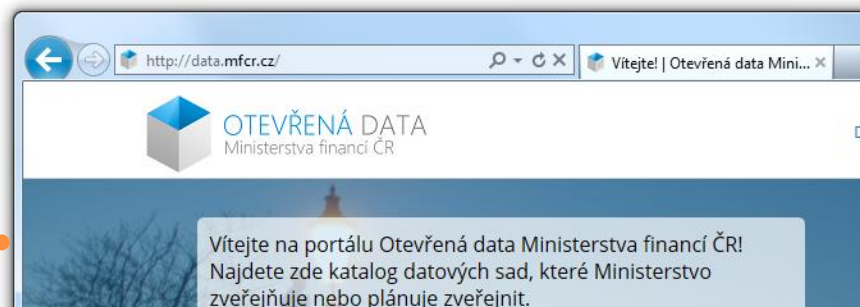 http://data.mfcr.cz/
Vítejte! | Otevřená data Mini...
OTEVŘENÁ DATA
Ministerstva financí ČR
Vítejte na portálu Otevřená data Ministerstva financí ČR!
Najdete zde katalog datových sad, které Ministerstvo
zveřejňuje nebo plánuje zveřejnit.